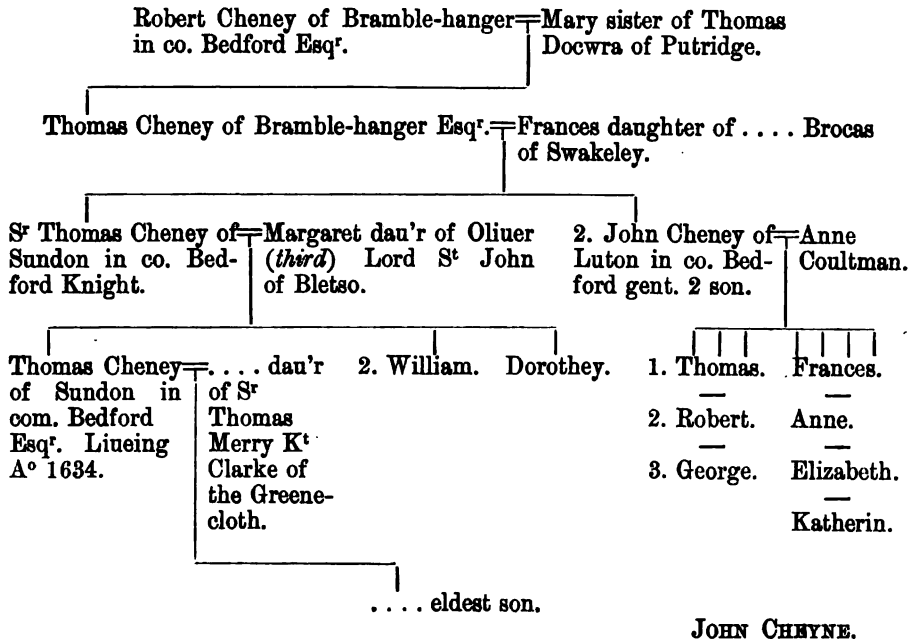 Robert Cheney of Bramble-hanger
in co. Bedford Esqʳ.
Mary sister of Thomas
Docwra of Putridge.
Thomas Cheney of Bramble-hanger Esqʳ.
Frances daughter of . . . . Brocas
of Swakeley.
Sʳ Thomas Cheney of
Sundon in co. Bed-
ford Knight.
Margaret dau'r of Oliuer
(third) Lord Sᵗ John
of Bletso.
2. John Cheney of
Luton in co. Bed-
ford gent. 2 son.
Anne
Coultman.
Thomas Cheney
of Sundon in
com. Bedford
Esqʳ. Liueing
Aᵒ 1634.
. . . . dau'r
of Sʳ
Thomas
Merry Kᵗ
Clarke of
the Greene-
cloth.
2. William.
Dorothey.
1. Thomas.
2. Robert.
3. George.
Frances.
Anne.
Elizabeth.
Katherin.
. . . . eldest son.
JOHN CHEYNE.